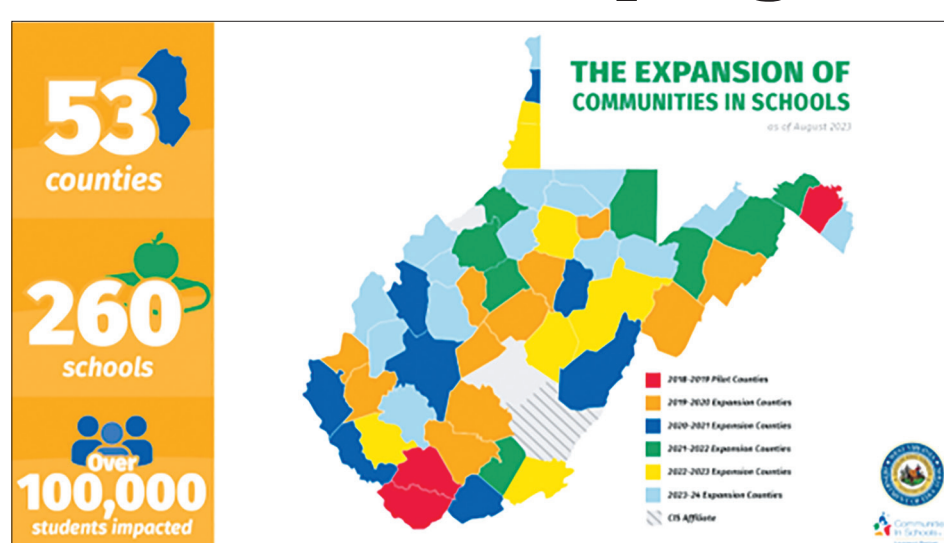 53
counties
260
schools
Over
100,000
students impacted
THE EXPANSION OF
COMMUNITIES IN SCHOOLS
as of August 2023
2018-2019 Pilot Counties
2019-2020 Expansion Counties
2020-2021 Expansion Counties
2021-2022 Expansion Counties
2022-2023 Expansion Counties
2023-24 Expansion Counties
CIS Affiliate
Communities
In Schools